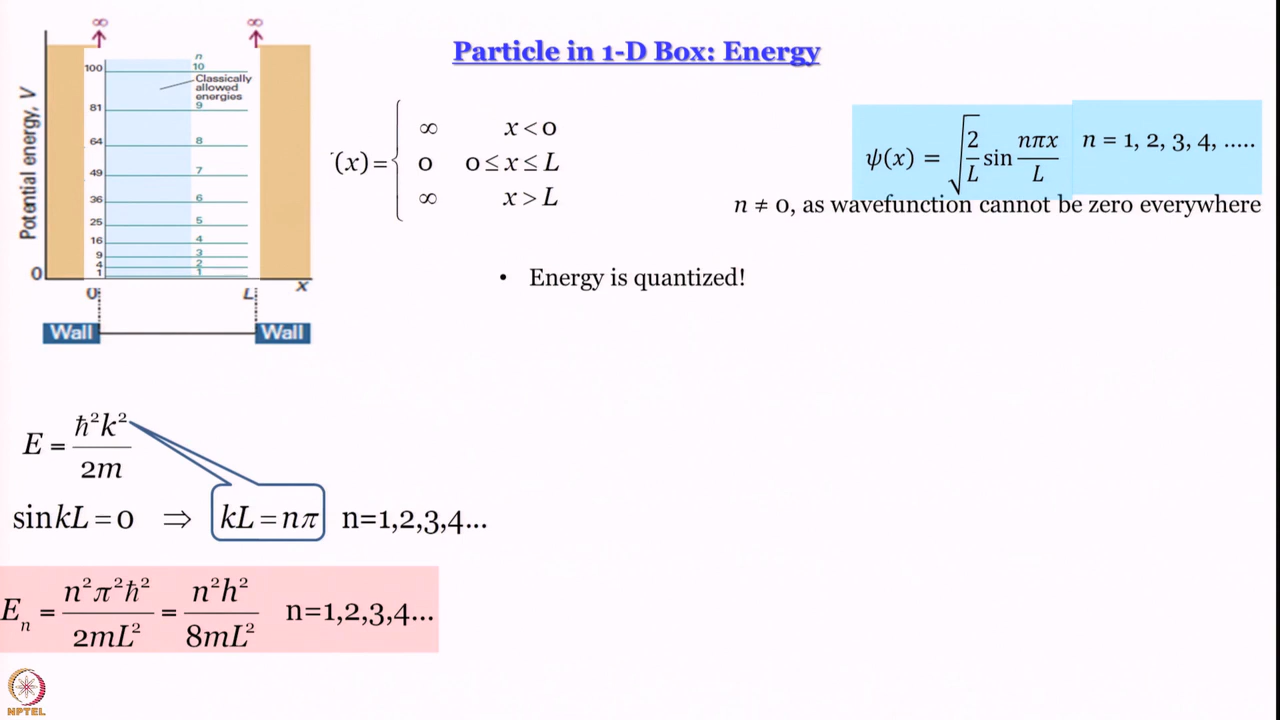 Particle in 1-D Box: Energy
∞ ∞
Potential energy, V
n
100 10
Classically
allowed
energies
81 9
64 8
49 7
36 6
25 5
16 4
9 3
4 2
1 1
0
0 L x
Wall Wall
(x) = { ∞ x < 0
0 0 ≤ x ≤ L
∞ x > L
ψ(x) = √(2/L) sin nπx/L n = 1, 2, 3, 4, .....
n ≠ 0, as wavefunction cannot be zero everywhere
• Energy is quantized!
E = ħ²k²/2m
sin kL = 0 ⇒ kL = nπ n=1,2,3,4...
Eₙ = n²π²ħ²/2mL² = n²h²/8mL² n=1,2,3,4...
NPTEL